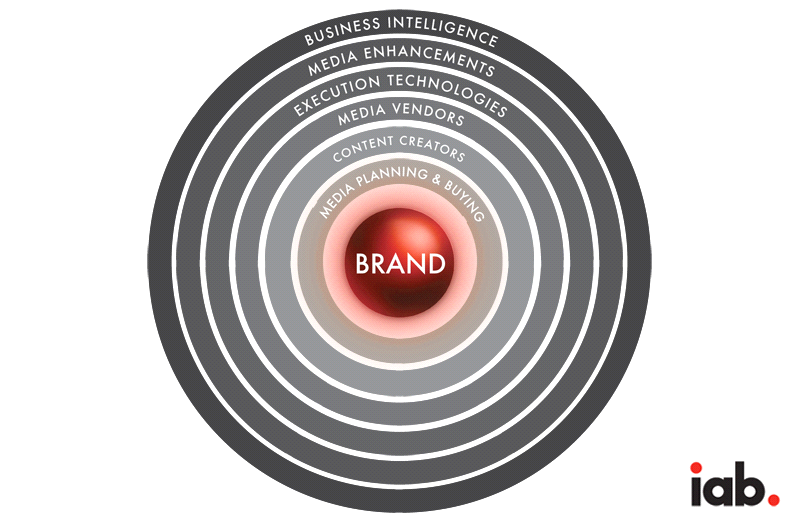 BUSINESS INTELLIGENCE
MEDIA ENHANCEMENTS
EXECUTION TECHNOLOGIES
MEDIA VENDORS
CONTENT CREATORS
MEDIA PLANNING & BUYING
BRAND
iab.